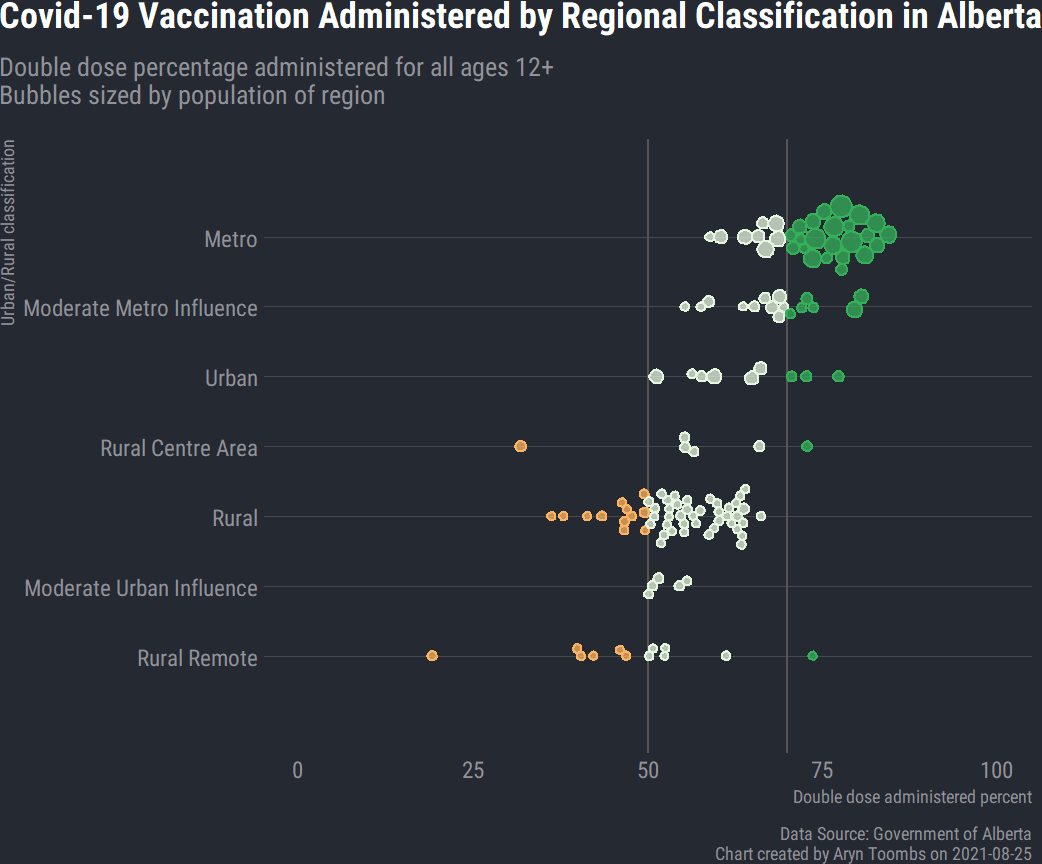 Covid-19 Vaccination Administered by Regional Classification in Alberta
Double dose percentage administered for all ages 12+
Bubbles sized by population of region
Urban/Rural classification
Metro
Moderate Metro Influence
Urban
Rural Centre Area
Rural
Moderate Urban Influence
Rural Remote
0 25 50 75 100
Double dose administered percent
Data Source: Government of Alberta
Chart created by Aryn Toombs on 2021-08-25